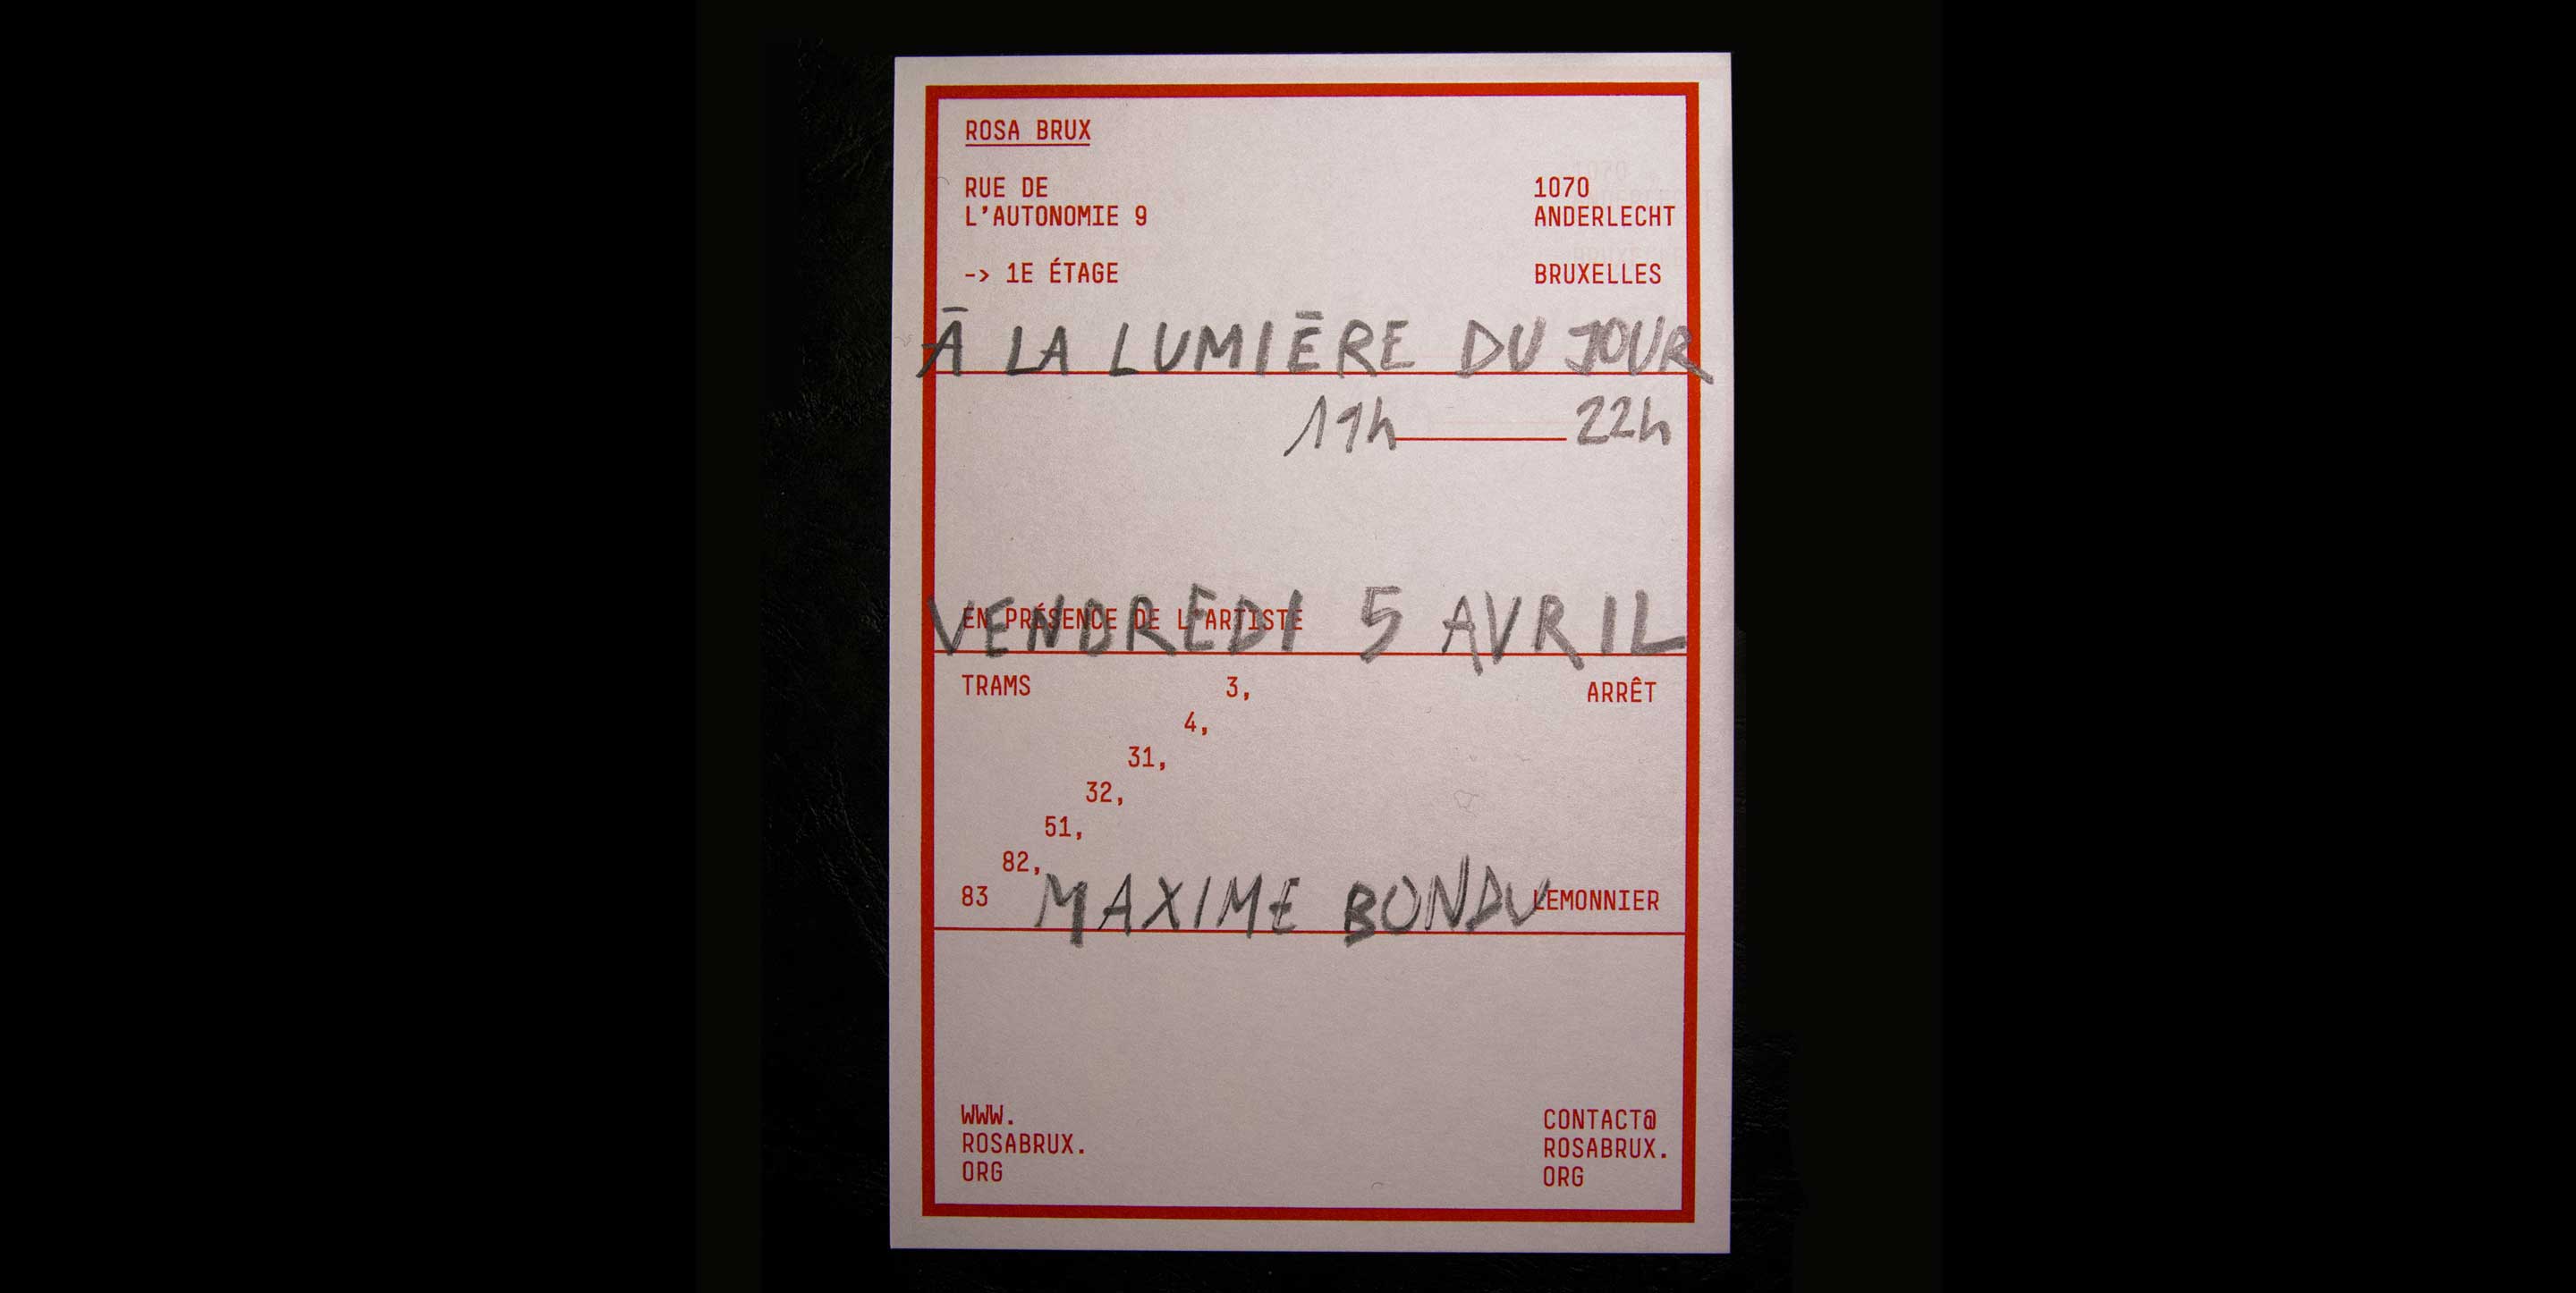 ROSA BRUX
RUE DE
L'AUTONOMIE 9
1070
ANDERLECHT
-> 1E ÉTAGE
BRUXELLES
Ā LA LUMIĒRE DU JOUR
11h 22h
EN PRÉSENCE DE L'ARTISTE
VENDREDI 5 AVRIL
TRAMS
3,
4,
31,
32,
51,
82,
83
ARRÊT
LEMONNIER
MAXIME BONDU
WWW.
ROSABRUX.
ORG
CONTACT@
ROSABRUX.
ORG